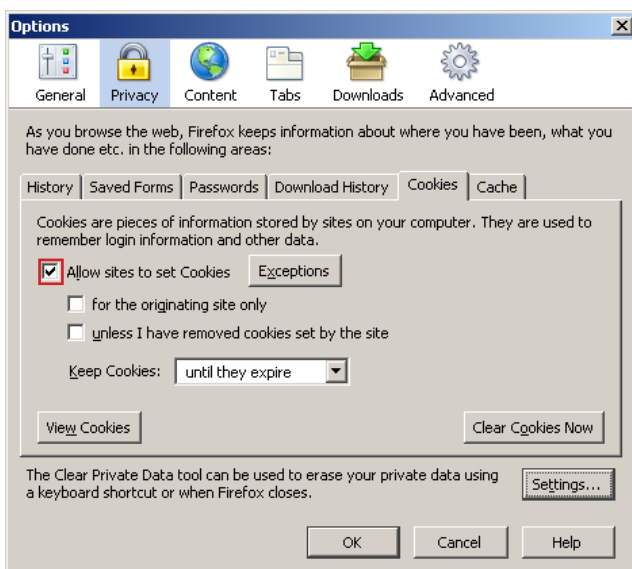 Options
General Privacy Content Tabs Downloads Advanced
As you browse the web, Firefox keeps information about where you have been, what you
have done etc. in the following areas:
History Saved Forms Passwords Download History Cookies Cache
Cookies are pieces of information stored by sites on your computer. They are used to
remember login information and other data.
Allow sites to set Cookies Exceptions
for the originating site only
unless I have removed cookies set by the site
Keep Cookies: until they expire
View Cookies Clear Cookies Now
The Clear Private Data tool can be used to erase your private data using
a keyboard shortcut or when Firefox closes.
Settings...
OK Cancel Help